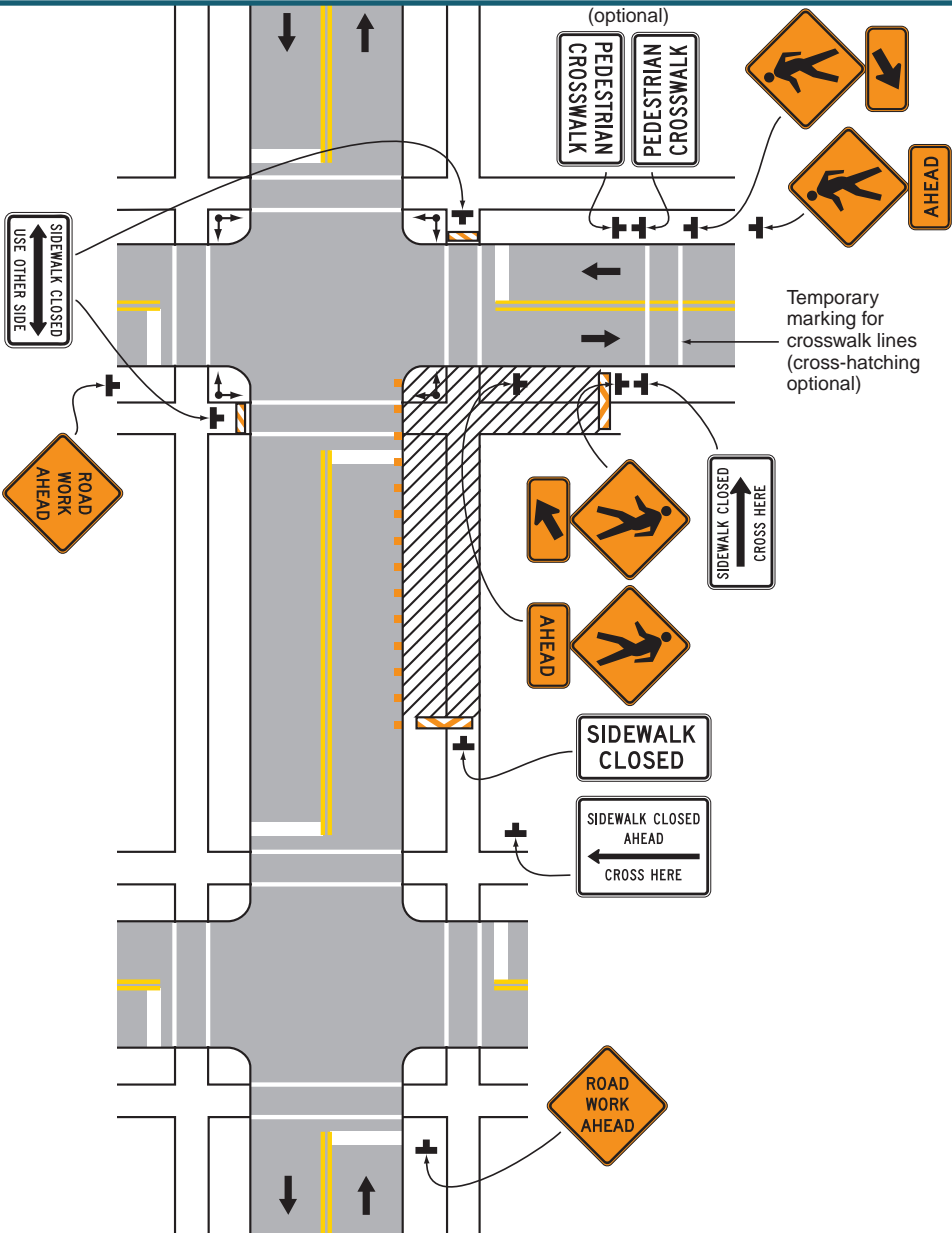 (optional)
PEDESTRIAN
CROSSWALK
PEDESTRIAN
CROSSWALK
AHEAD
SIDEWALK CLOSED
USE OTHER SIDE
Temporary
marking for
crosswalk lines
(cross-hatching
optional)
ROAD
WORK
AHEAD
SIDEWALK CLOSED
CROSS HERE
AHEAD
SIDEWALK
CLOSED
SIDEWALK CLOSED
AHEAD
CROSS HERE
ROAD
WORK
AHEAD